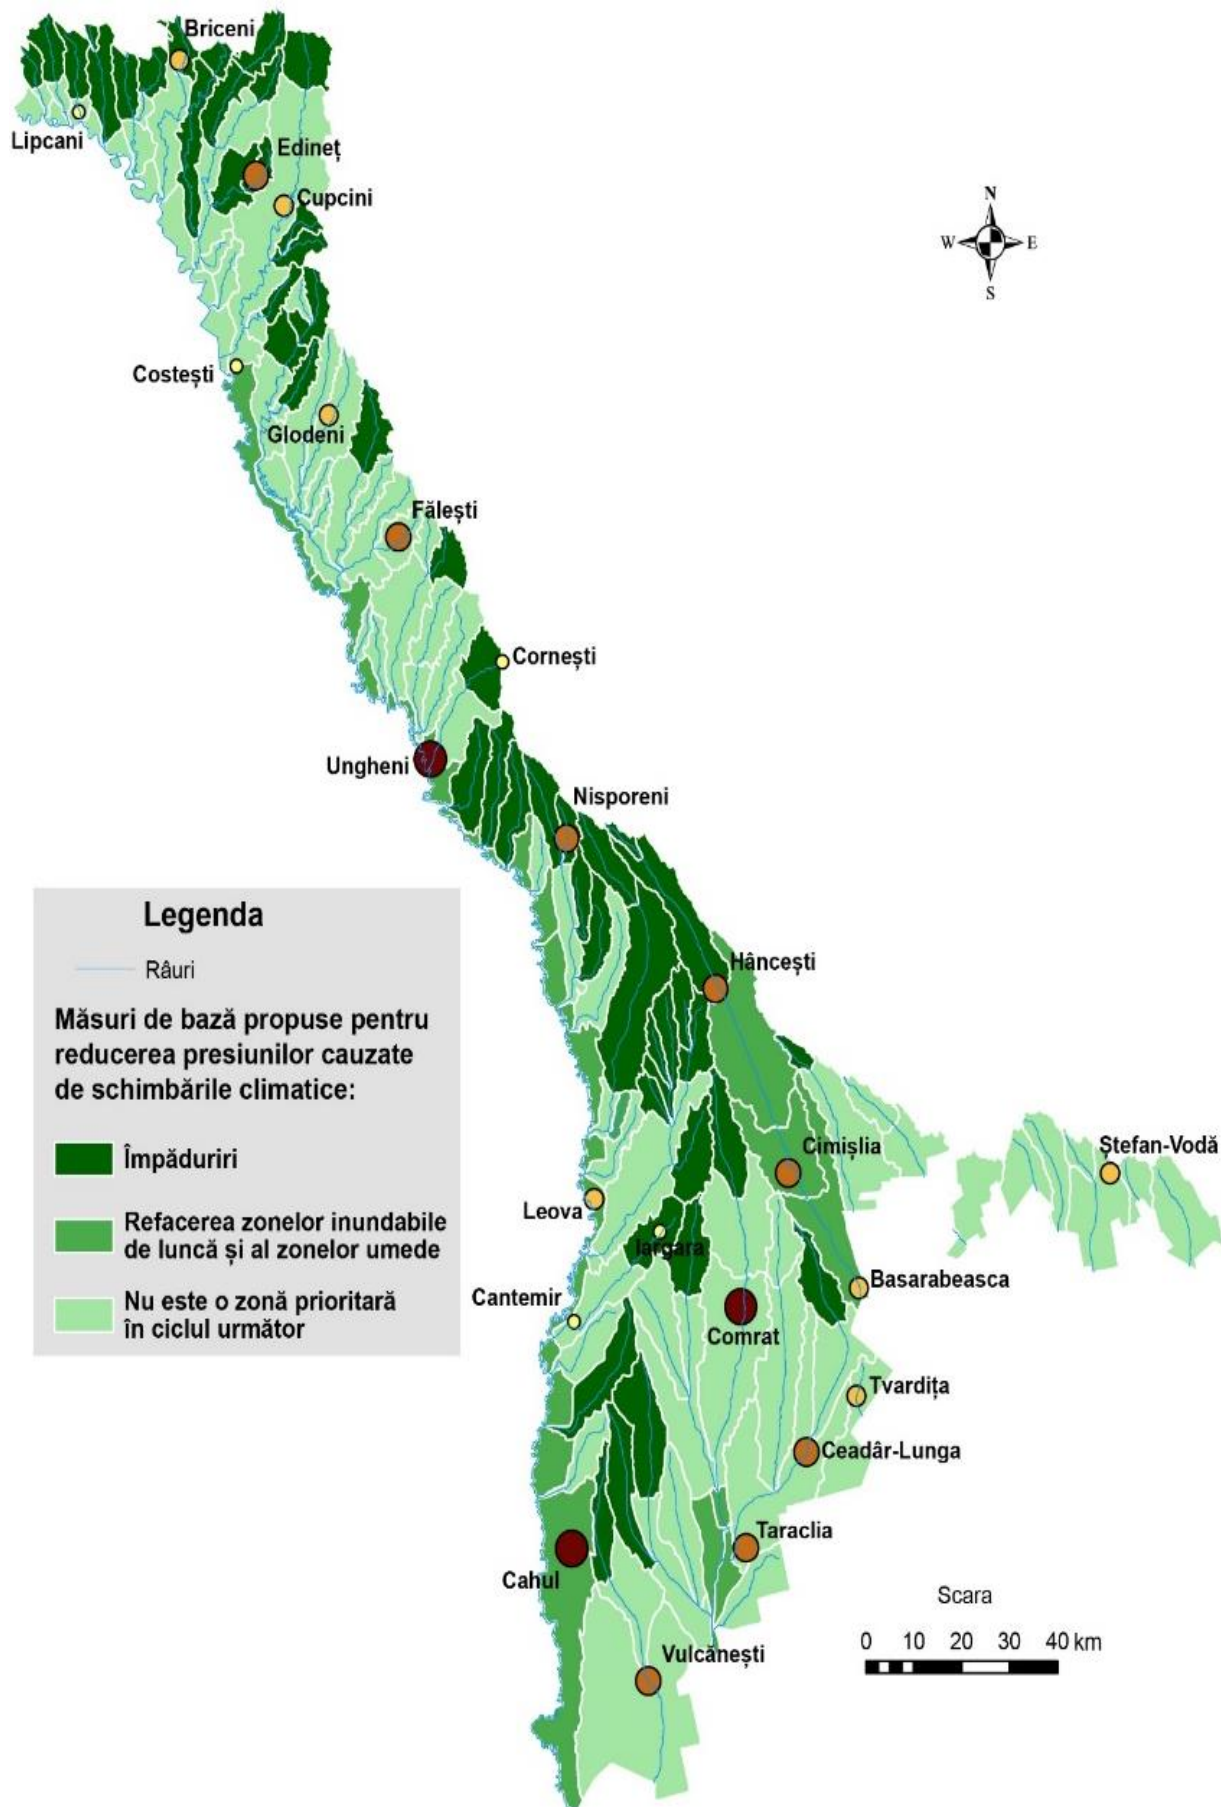 Briceni
Lipcani
Edineț
Cupcini
N
W
E
S
Costești
Glodeni
Fălești
Cornești
Ungheni
Nisporeni
Legenda
Râuri
Măsuri de bază propuse pentru
reducerea presiunilor cauzate
de schimbările climatice:
Împăduriri
Refacerea zonelor inundabile
de luncă și al zonelor umede
Nu este o zonă prioritară
în ciclul următor
Hâncești
Cimișlia
Ștefan-Vodă
Leova
Iargara
Basarabeasca
Cantemir
Comrat
Tvardița
Ceadâr-Lunga
Taraclia
Cahul
Vulcănești
Scara
0 10 20 30 40 km